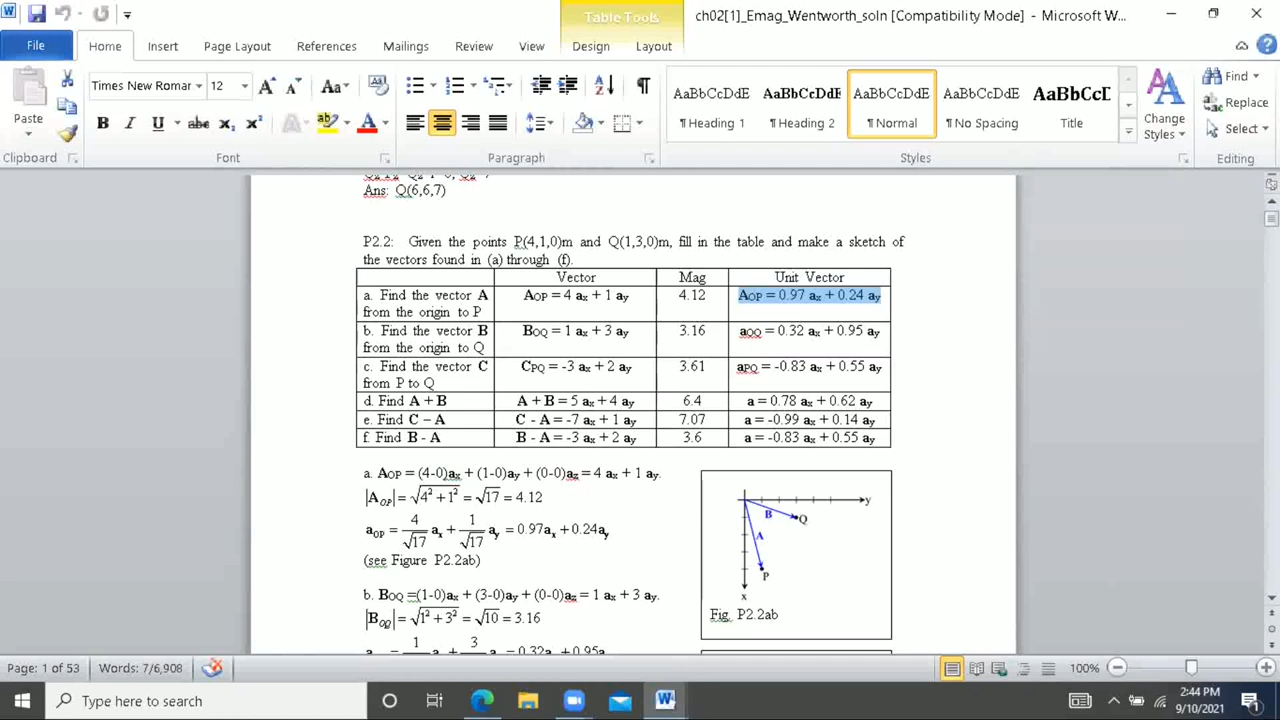 Table Tools
ch02[1]_Emag_Wentworth_soln [Compatibility Mode] - Microsoft W...
File Home Insert Page Layout References Mailings Review View Design Layout
Times New Romar 12
Paste
Clipboard Font Paragraph Styles Editing
AaBbCcDdE AaBbCcDdE AaBbCcDdE AaBbCcDdE AaBbCcD
¶ Heading 1 ¶ Heading 2 ¶ Normal ¶ No Spacing Title
Change Styles
Find
Replace
Select
Ans: Q(6,6,7)
P2.2: Given the points P(4,1,0)m and Q(1,3,0)m, fill in the table and make a sketch of
the vectors found in (a) through (f).
Vector Mag Unit Vector
a. Find the vector A from the origin to P AOP = 4 ax + 1 ay 4.12 AOP = 0.97 ax + 0.24 ay
b. Find the vector B from the origin to Q BOQ = 1 ax + 3 ay 3.16 aOQ = 0.32 ax + 0.95 ay
c. Find the vector C from P to Q CPQ = -3 ax + 2 ay 3.61 aPQ = -0.83 ax + 0.55 ay
d. Find A + B A + B = 5 ax + 4 ay 6.4 a = 0.78 ax + 0.62 ay
e. Find C – A C - A = -7 ax + 1 ay 7.07 a = -0.99 ax + 0.14 ay
f. Find B - A B - A = -3 ax + 2 ay 3.6 a = -0.83 ax + 0.55 ay
a. AOP = (4-0)ax + (1-0)ay + (0-0)az = 4 ax + 1 ay.
|AOP| = √4² + 1² = √17 = 4.12
aOP = 4/√17 ax + 1/√17 ay = 0.97ax + 0.24ay
(see Figure P2.2ab)
b. BOQ =(1-0)ax + (3-0)ay + (0-0)az = 1 ax + 3 ay.
|BOQ| = √1² + 3² = √10 = 3.16
1 3
= 0.32a + 0.95a
y
B
Q
A
P
x
Fig. P2.2ab
Page: 1 of 53 Words: 7/6,908 100%
Type here to search
2:44 PM
9/10/2021